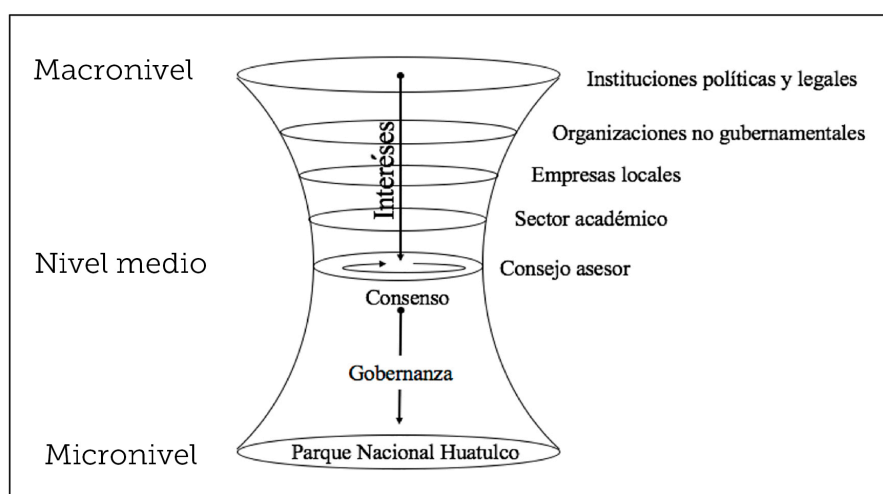 Macronivel
Instituciones políticas y legales
Organizaciones no gubernamentales
Intereséses
Empresas locales
Sector académico
Nivel medio
Consejo asesor
Consenso
Gobernanza
Micronivel
Parque Nacional Huatulco